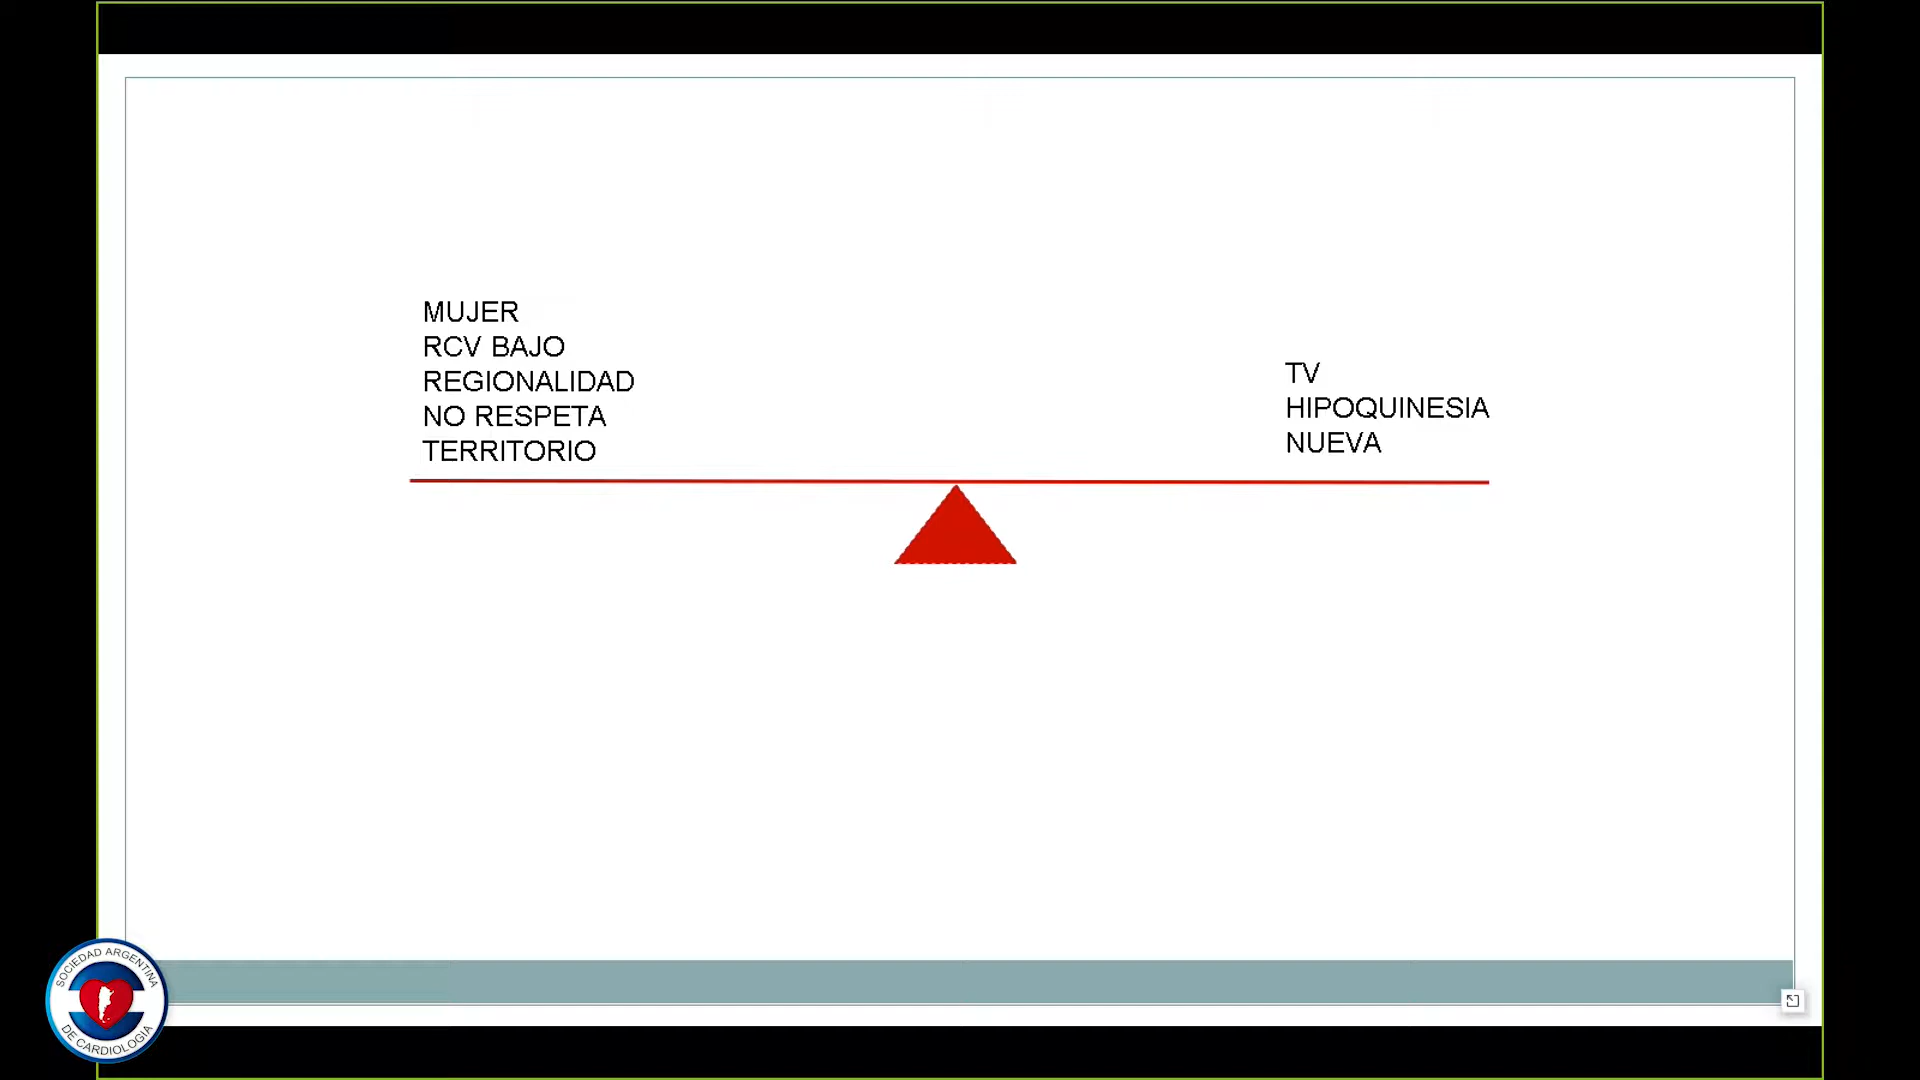 MUJER
RCV BAJO
REGIONALIDAD
NO RESPETA
TERRITORIO
TV
HIPOQUINESIA
NUEVA
SOCIEDAD ARGENTINA
DE CARDIOLOGIA